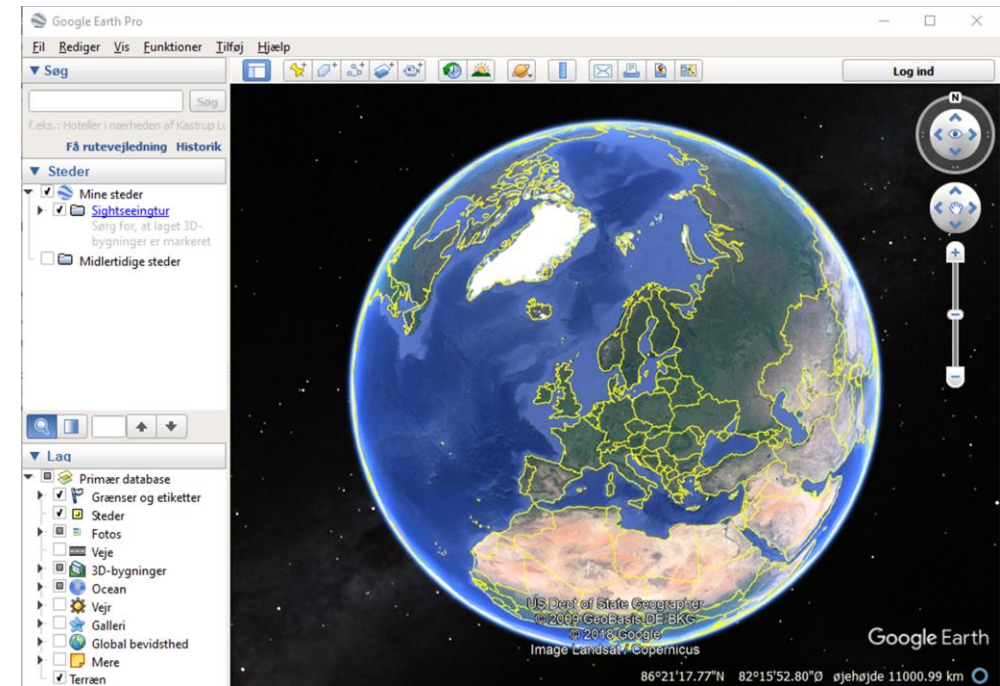 Google Earth Pro
Fil Rediger Vis Funktioner Tilføj Hjælp
Søg
Log ind
Søg
f.eks.: Hoteller i nærheden af Kastrup Lu
Få rutevejledning Historik
Steder
Mine steder
Sightseeingtur
Sørg for, at laget 3D-
bygninger er markeret
Midlertidige steder
Lag
Primær database
Grænser og etiketter
Steder
Fotos
Veje
3D-bygninger
Ocean
Vejr
Galleri
Global bevidsthed
Mere
Terræn
N
US Dept of State Geographer
© 2009 GeoBasis-DE/BKG
© 2018 Google
Image Landsat / Copernicus
Google Earth
86°21'17.77"N 82°15'52.80"Ø øjehøjde 11000.99 km